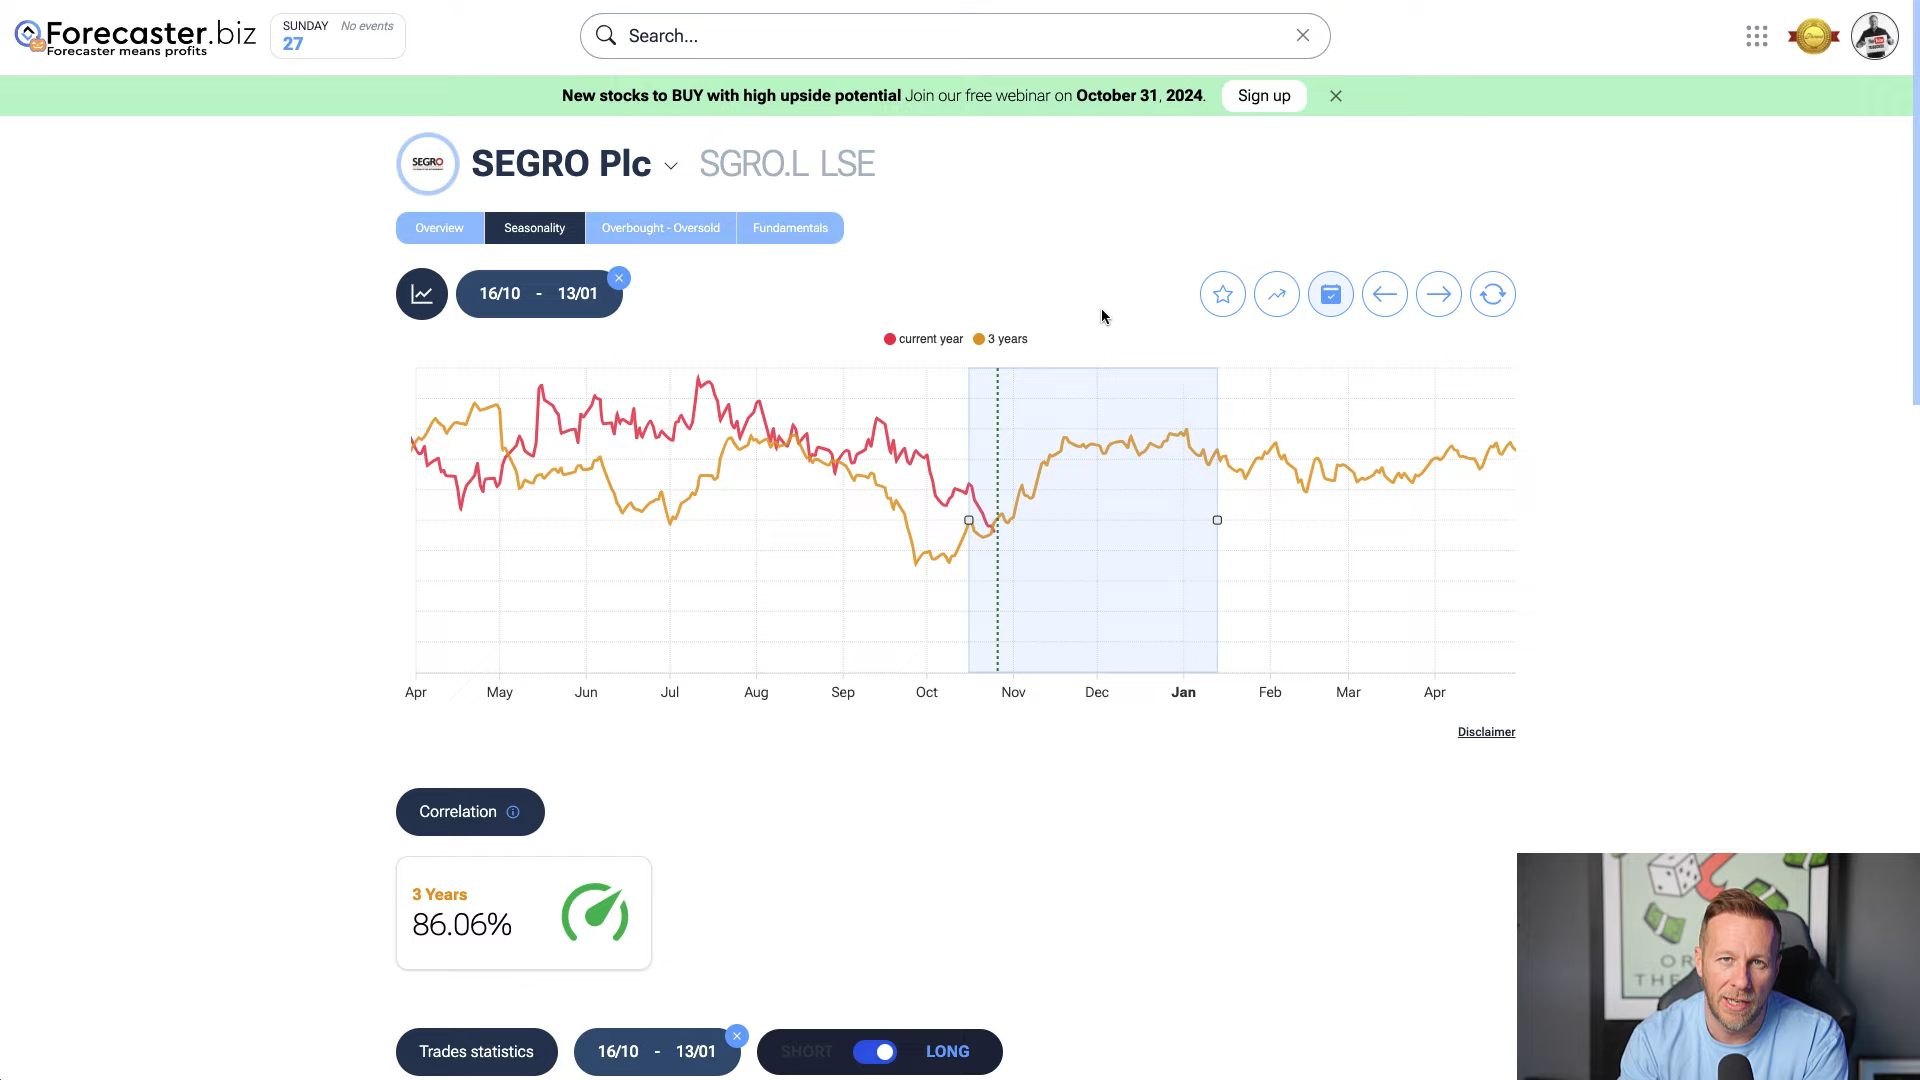 Forecaster.biz
Forecaster means profits
SUNDAY No events
27
Search...
New stocks to BUY with high upside potential Join our free webinar on October 31, 2024. Sign up
SEGRO
SEGRO Plc SGRO.L LSE
Overview Seasonality Overbought - Oversold Fundamentals
16/10 - 13/01
current year 3 years
Apr May Jun Jul Aug Sep Oct Nov Dec Jan Feb Mar Apr
Disclaimer
Correlation
3 Years
86.06%
OR
THE
Trades statistics 16/10 - 13/01 SHORT LONG